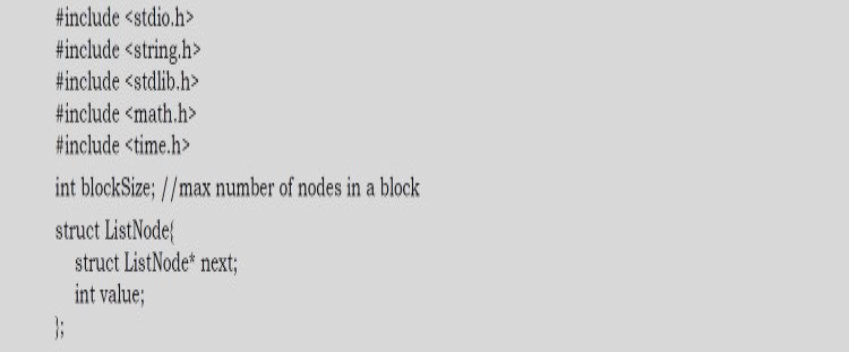 #include <stdio.h>
#include <string.h>
#include <stdlib.h>
#include <math.h>
#include <time.h>
int blockSize; //max number of nodes in a block
struct ListNode{
struct ListNode* next;
int value;
};